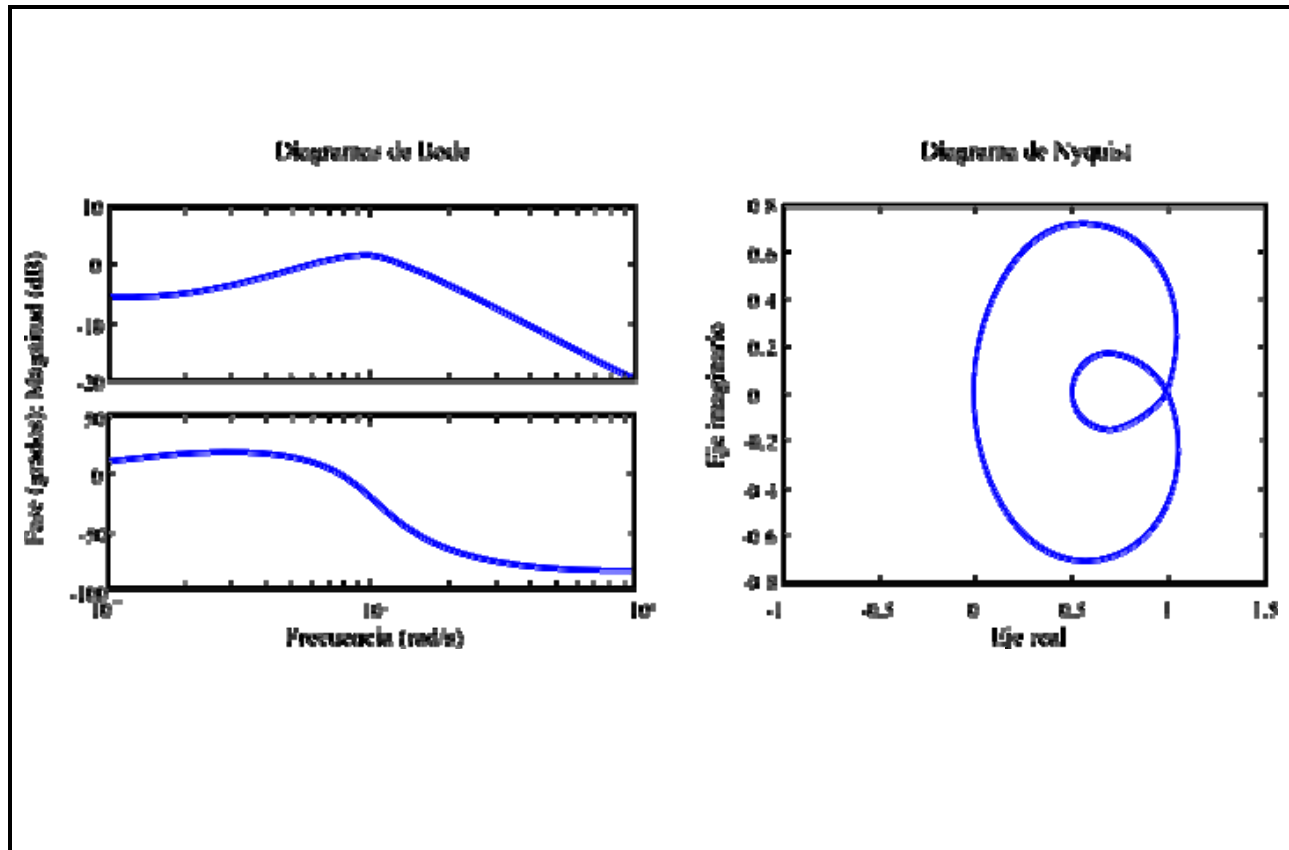 Diagramas de Bode
10
0
-10
-20
Fase (grados); Magnitud (dB)
50
0
-50
-100
Frecuencia (rad/s)
Diagrama de Nyquist
0.8
0.6
0.4
0.2
0
-0.2
-0.4
-0.6
-0.8
Eje imaginario
-1 -0.5 0 0.5 1 1.5
Eje real